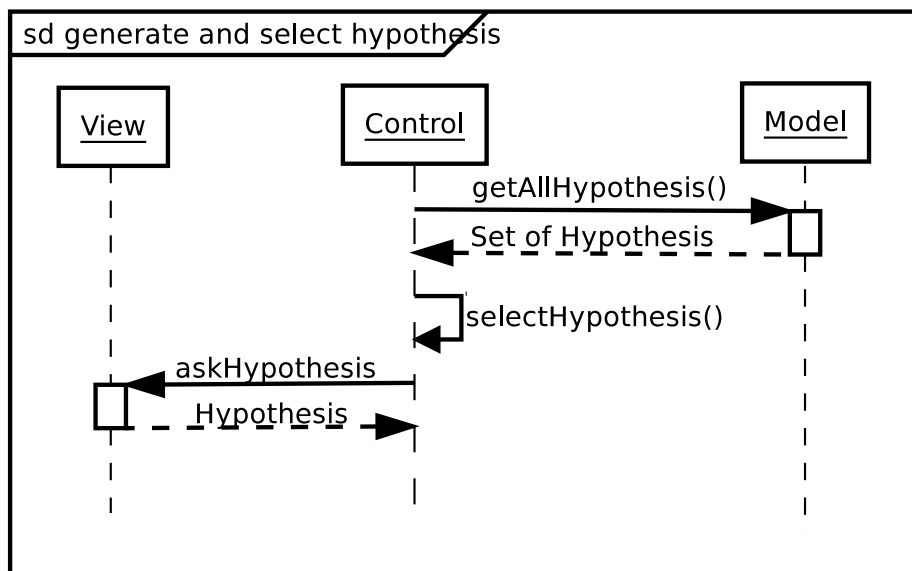 sd generate and select hypothesis
View
Control
Model
getAllHypothesis()
Set of Hypothesis
selectHypothesis()
askHypothesis
Hypothesis